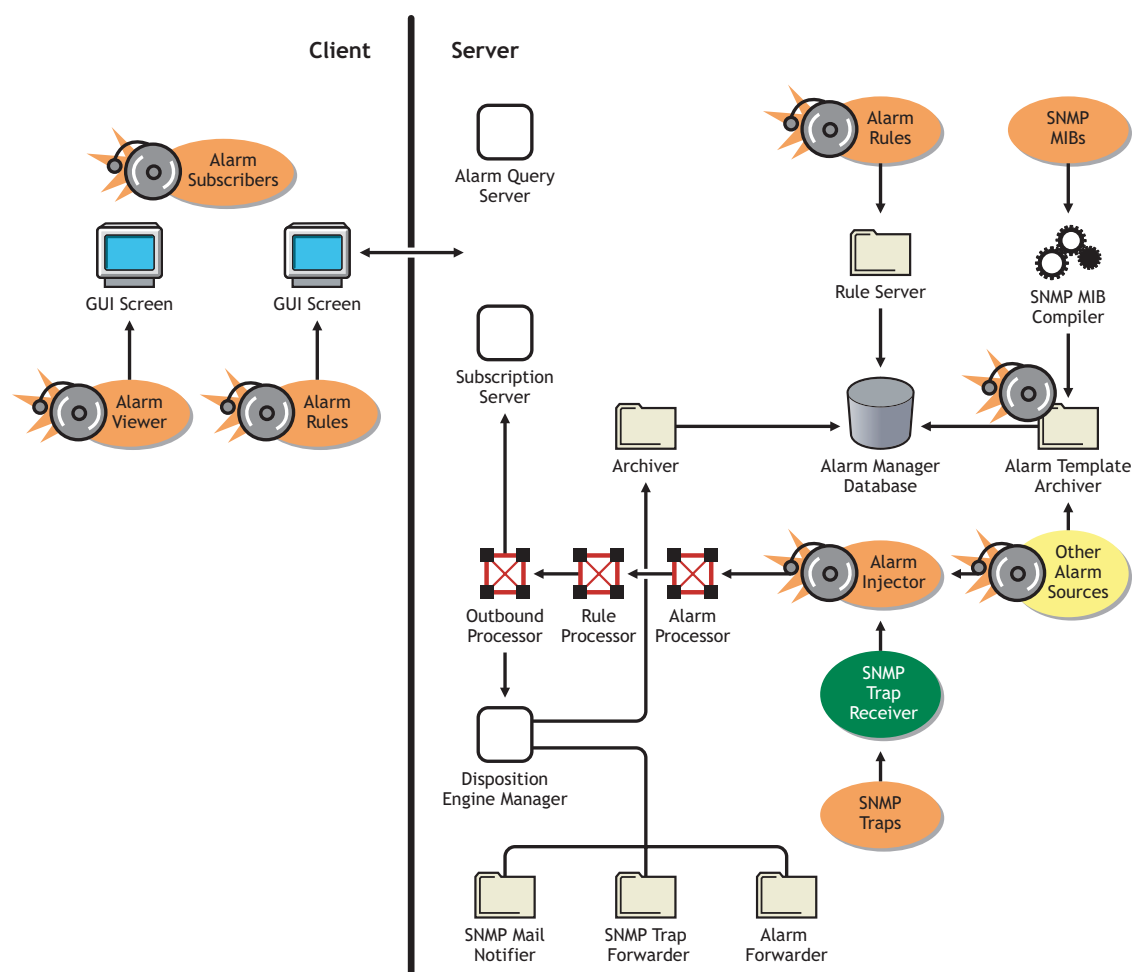 Client
Server
Alarm
Subscribers
GUI Screen
GUI Screen
Alarm
Viewer
Alarm
Rules
Alarm Query
Server
Subscription
Server
Alarm
Rules
SNMP
MIBs
Rule Server
SNMP MIB
Compiler
Archiver
Alarm Manager
Database
Alarm Template
Archiver
Outbound
Processor
Rule
Processor
Alarm
Processor
Alarm
Injector
Other
Alarm
Sources
SNMP
Trap
Receiver
Disposition
Engine Manager
SNMP
Traps
SNMP Mail
Notifier
SNMP Trap
Forwarder
Alarm
Forwarder